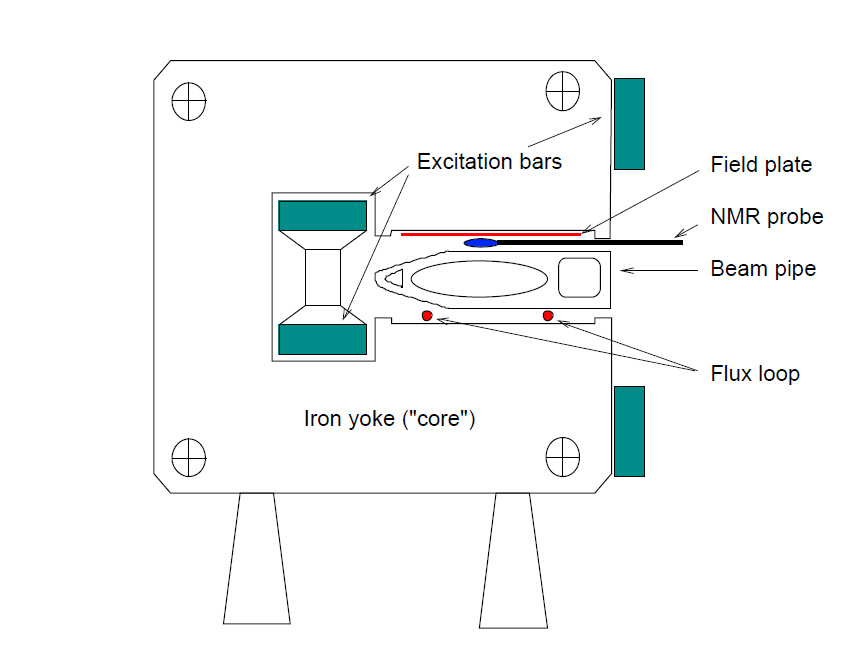 Excitation bars
Field plate
NMR probe
Beam pipe
Flux loop
Iron yoke ("core")